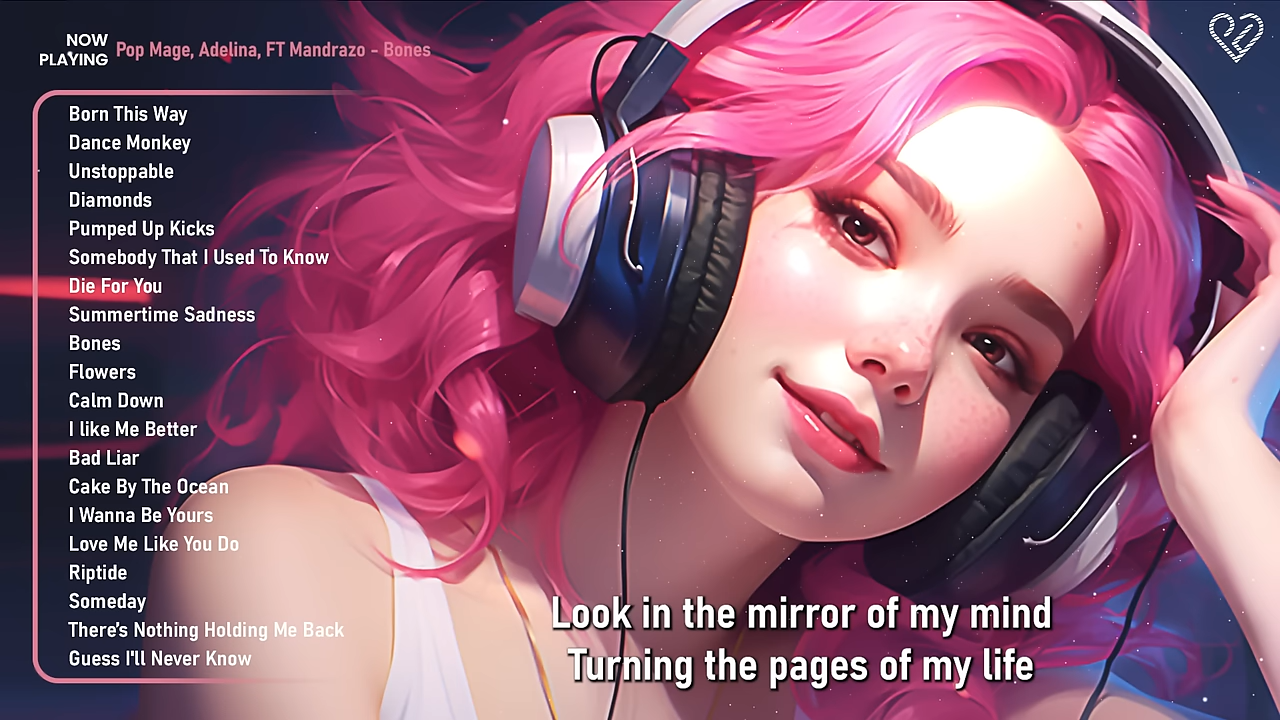 NOW
PLAYING
Pop Mage, Adelina, FT Mandrazo - Bones
Born This Way
Dance Monkey
Unstoppable
Diamonds
Pumped Up Kicks
Somebody That I Used To Know
Die For You
Summertime Sadness
Bones
Flowers
Calm Down
I like Me Better
Bad Liar
Cake By The Ocean
I Wanna Be Yours
Love Me Like You Do
Riptide
Someday
There's Nothing Holding Me Back
Guess I'll Never Know
Look in the mirror of my mind
Turning the pages of my life